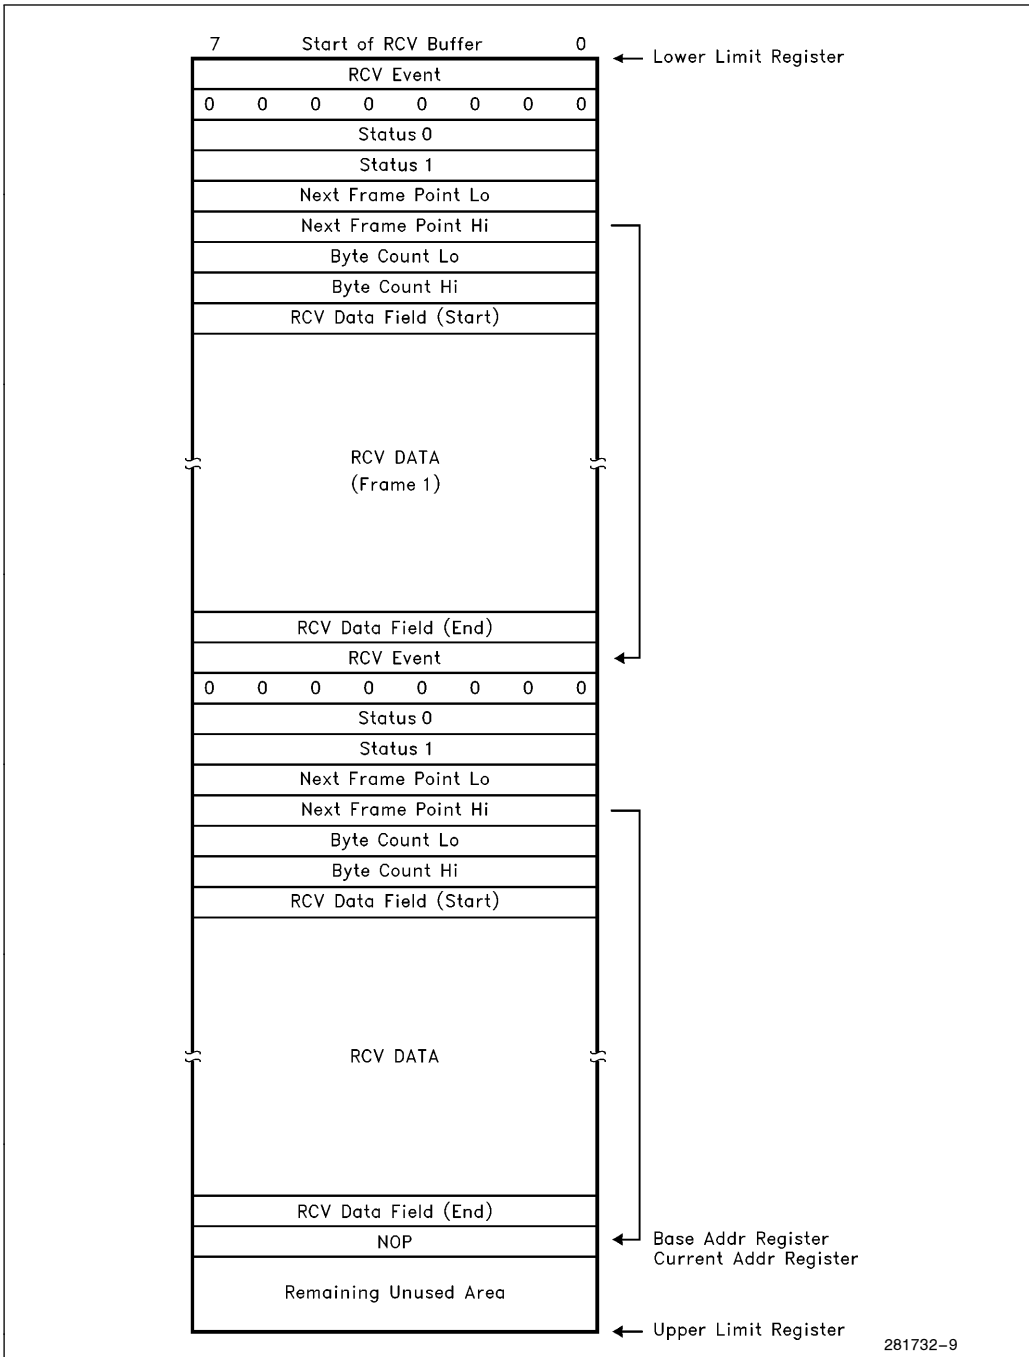 7 Start of RCV Buffer 0
Lower Limit Register
RCV Event
0 0 0 0 0 0 0 0
Status 0
Status 1
Next Frame Point Lo
Next Frame Point Hi
Byte Count Lo
Byte Count Hi
RCV Data Field (Start)
RCV DATA
(Frame 1)
RCV Data Field (End)
RCV Event
0 0 0 0 0 0 0 0
Status 0
Status 1
Next Frame Point Lo
Next Frame Point Hi
Byte Count Lo
Byte Count Hi
RCV Data Field (Start)
RCV DATA
RCV Data Field (End)
NOP
Base Addr Register
Current Addr Register
Remaining Unused Area
Upper Limit Register
281732-9